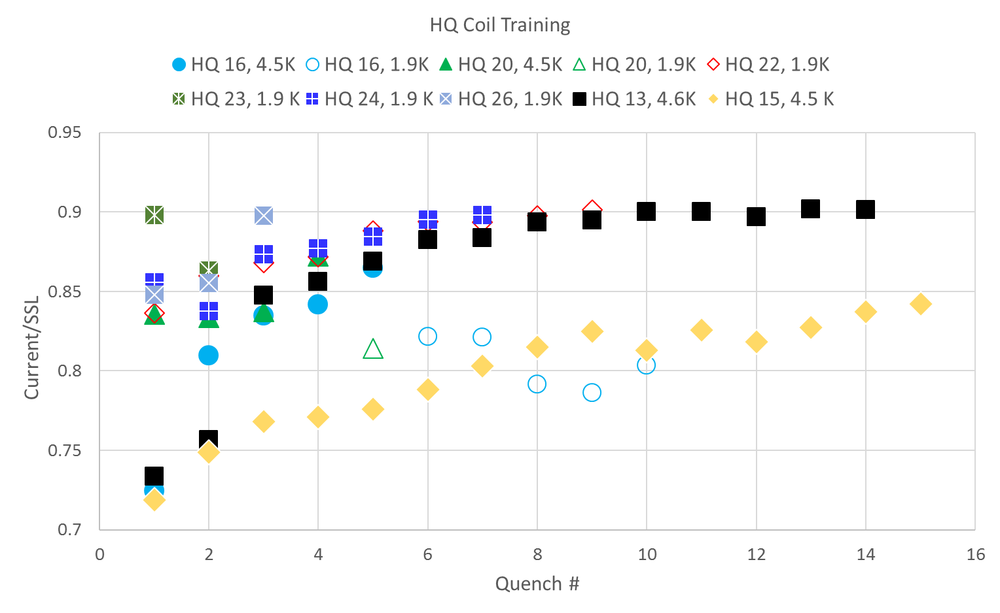 HQ Coil Training
HQ 16, 4.5K HQ 16, 1.9K HQ 20, 4.5K HQ 20, 1.9K HQ 22, 1.9K
HQ 23, 1.9 K HQ 24, 1.9 K HQ 26, 1.9K HQ 13, 4.6K HQ 15, 4.5 K
0.95
0.9
0.85
0.8
0.75
0.7
Current/SSL
0 2 4 6 8 10 12 14 16
Quench #